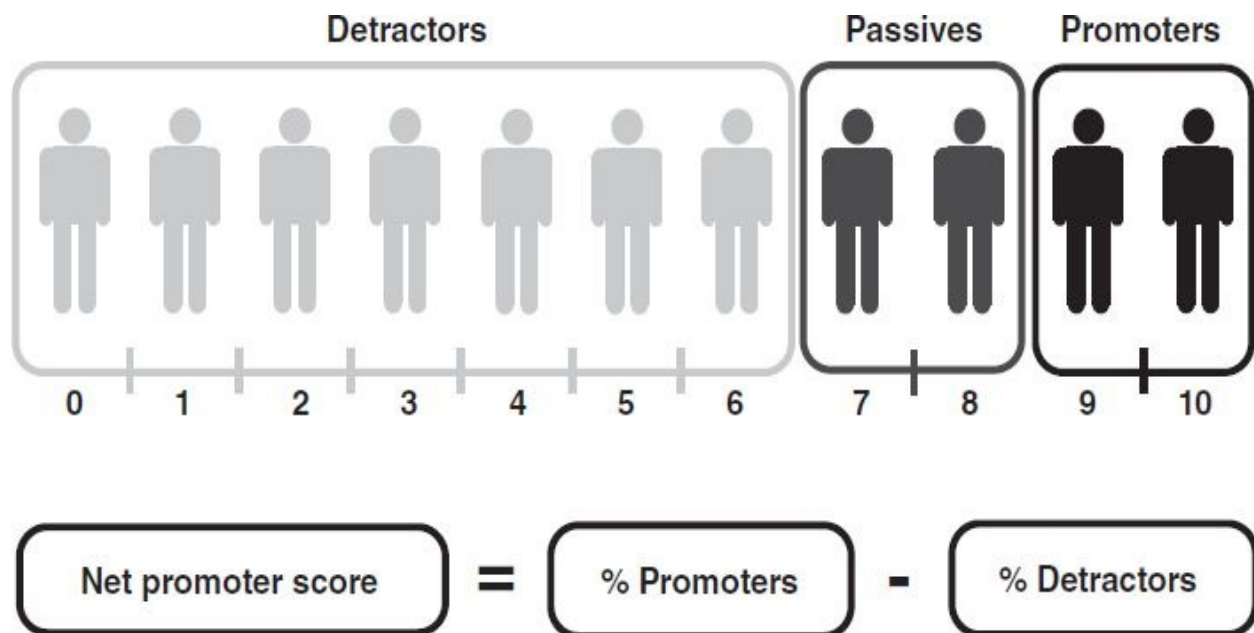 Detractors Passives Promoters
0 1 2 3 4 5 6 7 8 9 10
Net promoter score = % Promoters - % Detractors